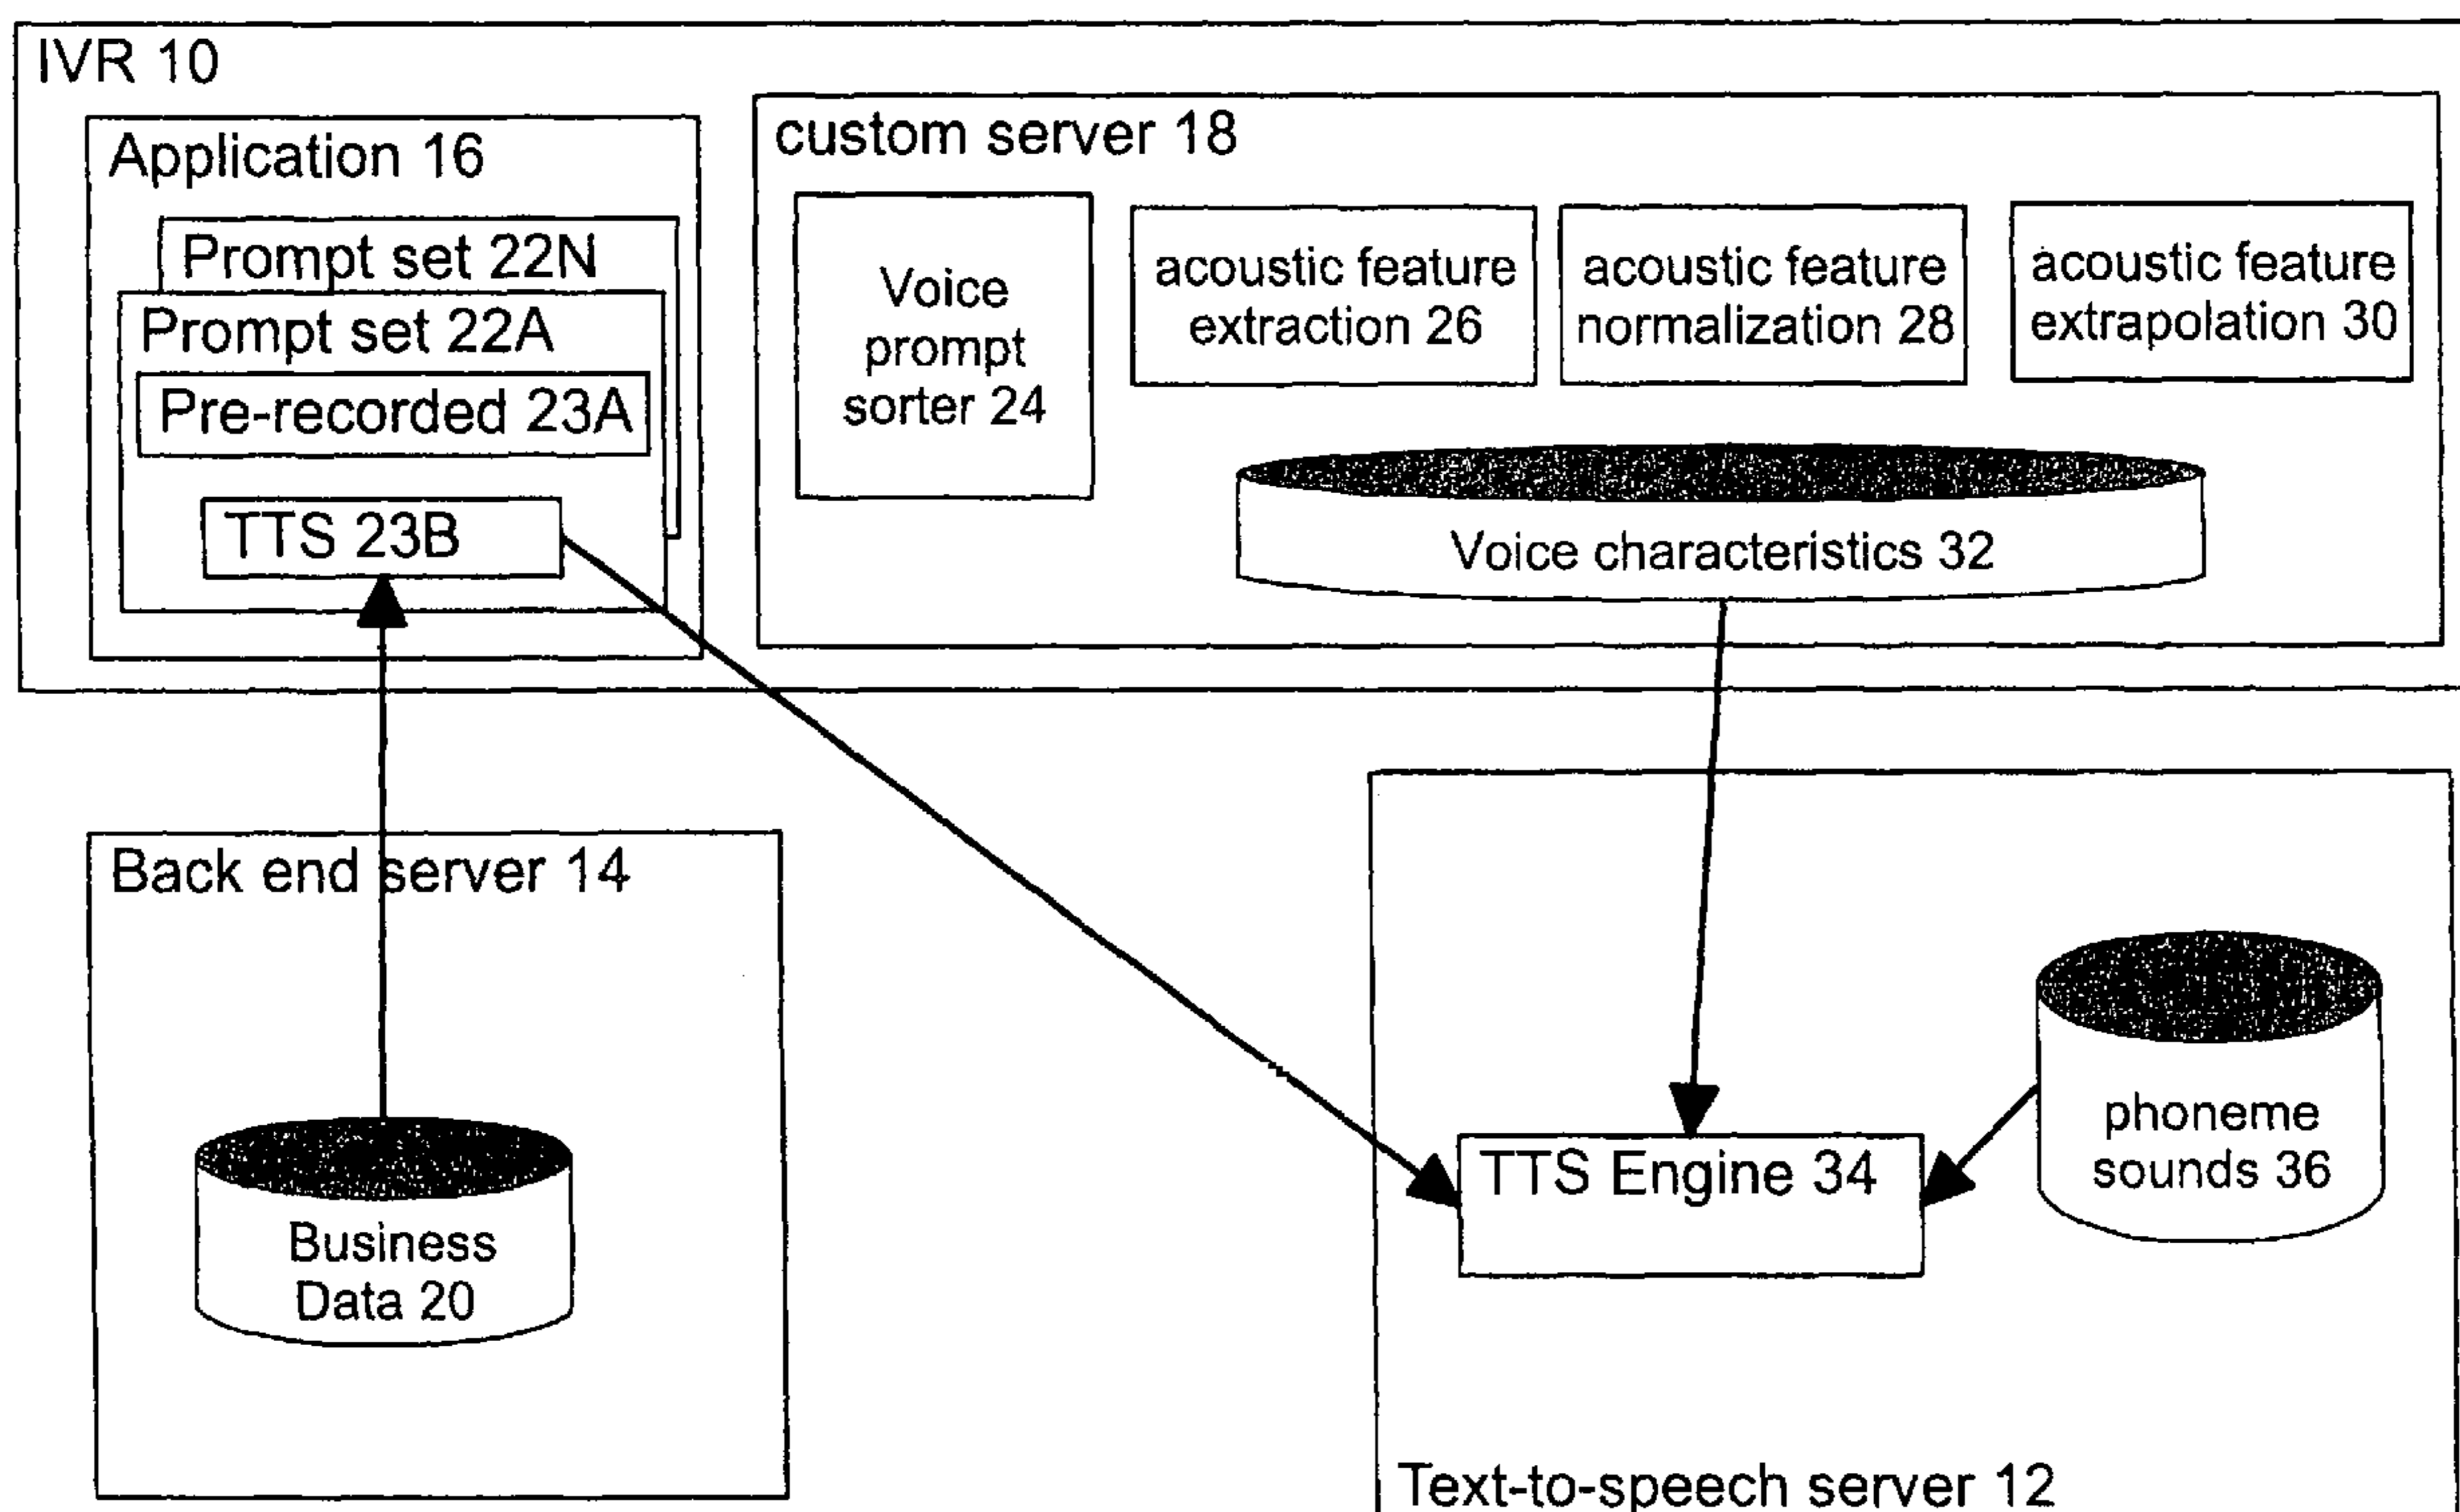 IVR 10
Application 16
Prompt set 22N
Prompt set 22A
Pre-recorded 23A
TTS 23B
custom server 18
Voice
prompt
sorter 24
acoustic feature
extraction 26
acoustic feature
normalization 28
acoustic feature
extrapolation 30
Voice characteristics 32
Back end server 14
Business
Data 20
TTS Engine 34
phoneme
sounds 36
Text-to-speech server 12